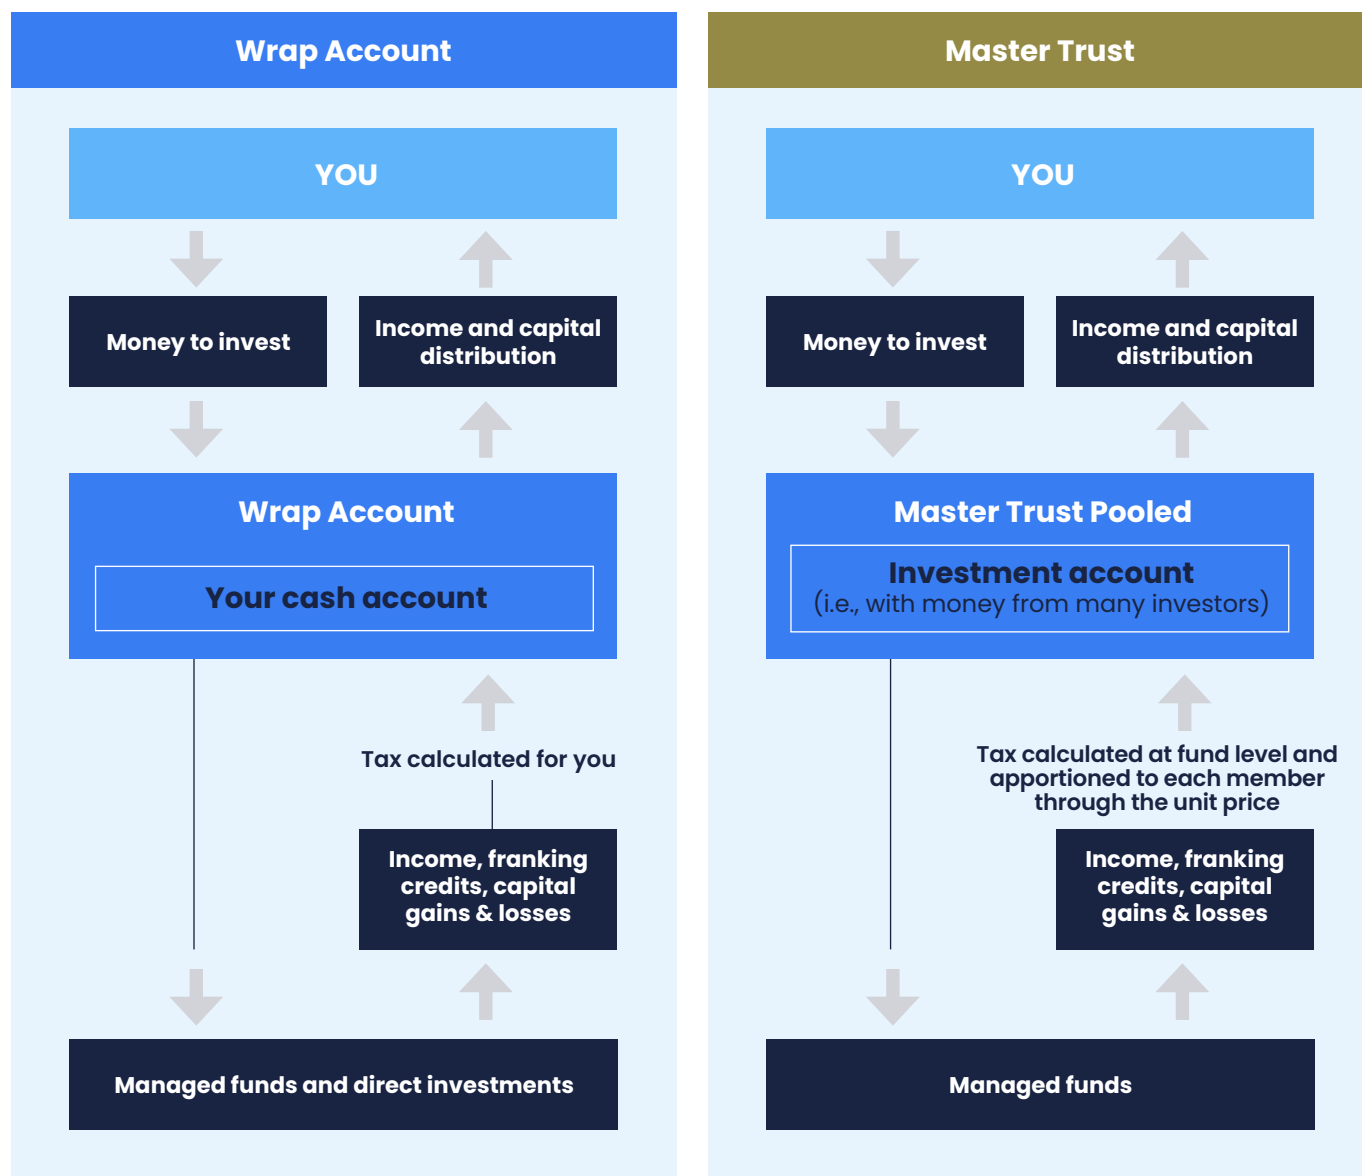 Wrap Account
YOU
Money to invest
Income and capital
distribution
Wrap Account
Your cash account
Tax calculated for you
Income, franking
credits, capital
gains & losses
Managed funds and direct investments
Master Trust
YOU
Money to invest
Income and capital
distribution
Master Trust Pooled
Investment account
(i.e., with money from many investors)
Tax calculated at fund level and
apportioned to each member
through the unit price
Income, franking
credits, capital
gains & losses
Managed funds